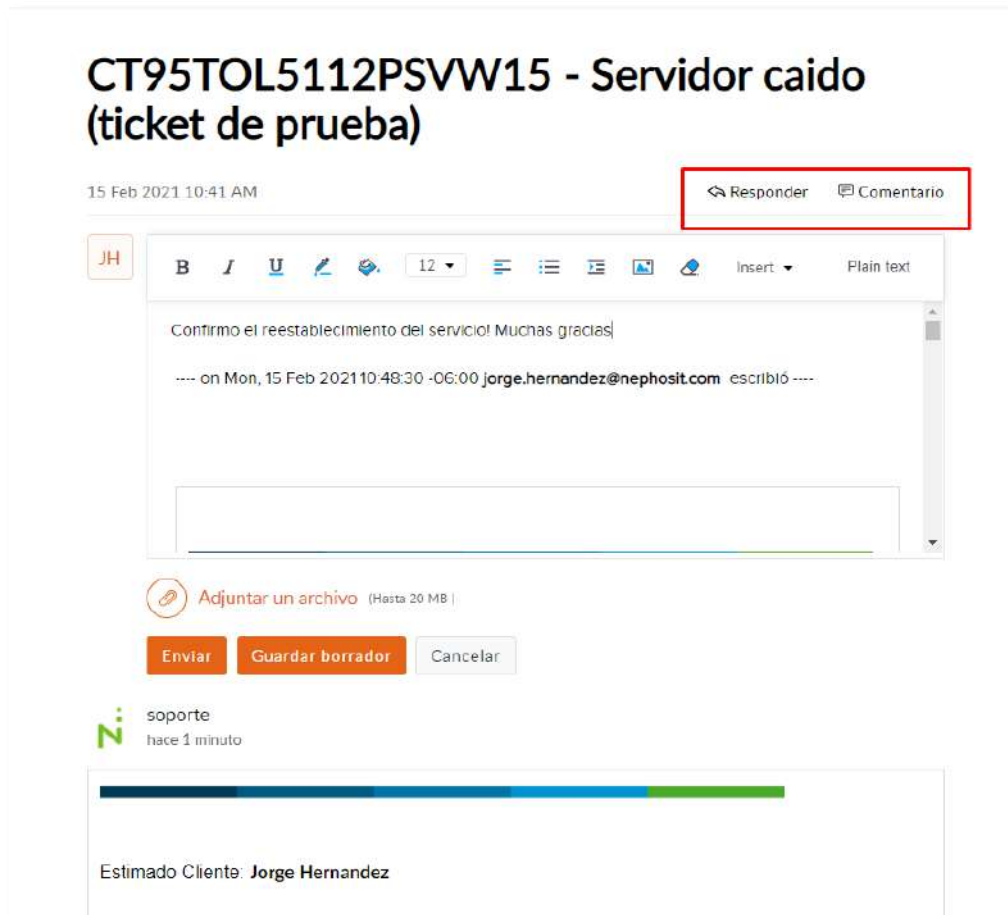 CT95TOL5112PSVW15 - Servidor caido
(ticket de prueba)
15 Feb 2021 10:41 AM
Responder Comentario
JH
B I U 12 Insert Plain text
Confirmo el reestablecimiento del servicio! Muchas gracias
---- on Mon, 15 Feb 2021 10:48:30 -06:00 jorge.hernandez@nephosit.com escribió ----
Adjuntar un archivo (Hasta 20 MB )
Enviar Guardar borrador Cancelar
soporte
hace 1 minuto
Estimado Cliente: Jorge Hernandez